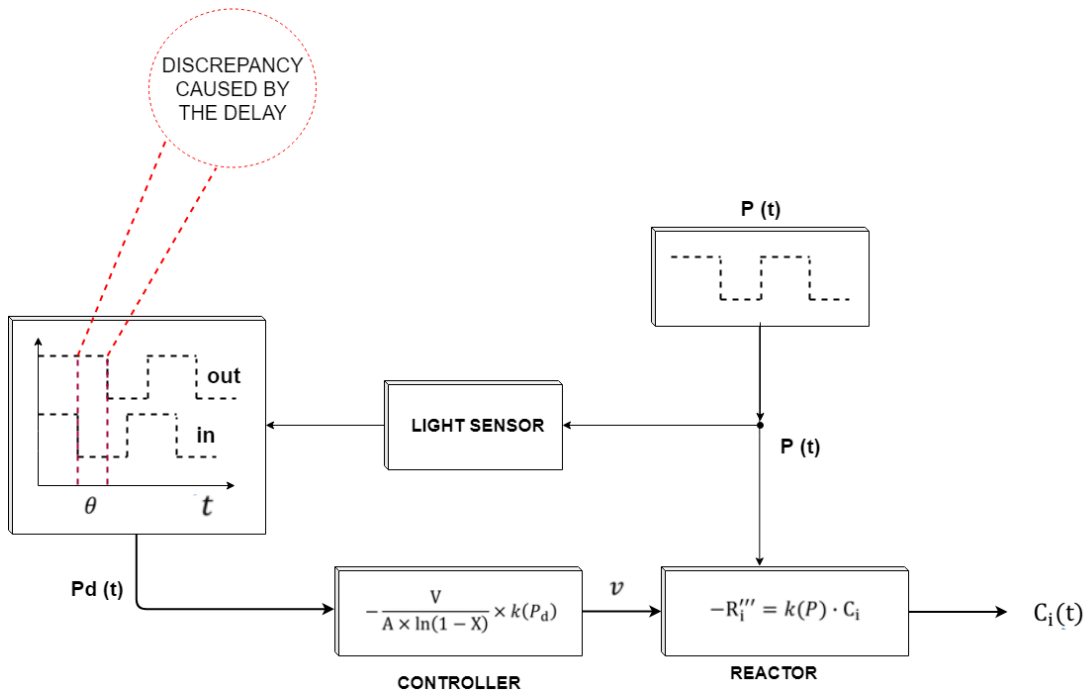 DISCREPANCY
CAUSED BY
THE DELAY
P (t)
out
in
θ
t
LIGHT SENSOR
P (t)
Pd (t)
-V/(A × ln(1 − X)) × k(P_d)
v
−R_i''' = k(P) · C_i
C_i(t)
CONTROLLER
REACTOR